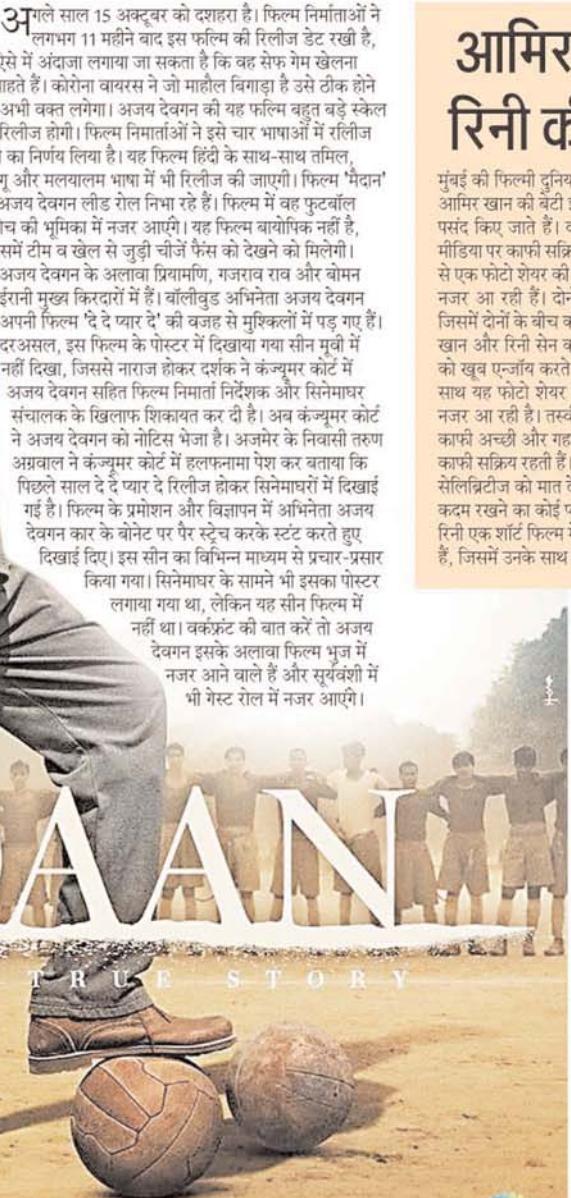 अगले साल 15 अक्टूबर को दशहरा है। फिल्म निर्माताओं ने
लगभग 11 महीने बाद इस फल्मि की रिलीज डेट रखी है,
ऐसे में अंदाजा लगाया जा सकता है कि वह सेफ गेम खेलना
चाहते हैं। कोरोना वायरस ने जो माहौल बिगाड़ा है उसे ठीक होने
अभी वक्त लगेगा। अजय देवगन की यह फल्मि बहुत बड़े स्केल
रिलीज होगी। फिल्म निमार्ताओं ने इसे चार भाषाओं में रलिीज
का निर्णय लिया है। यह फिल्म हिंदी के साथ-साथ तमिल,
गू और मलयालम भाषा में भी रिलीज की जाएगी। फिल्म 'मैदान'
अजय देवगन लीड रोल निभा रहे हैं। फिल्म में वह फुटबॉल
च की भूमिका में नजर आएंगे। यह फिल्म बायोपिक नहीं है,
समें टीम व खेल से जुड़ी चीजें फैंस को देखने को मिलेगी।
अजय देवगन के अलावा प्रियामणि, गजराव राव और बोमन
ईरानी मुख्य किरदारों में हैं। बॉलीवुड अभिनेता अजय देवगन
अपनी फिल्म 'दे दे प्यार दे' की वजह से मुश्किलों में पड़ गए हैं।
दरअसल, इस फिल्म के पोस्टर में दिखाया गया सीन मूवी में
नहीं दिखा, जिससे नाराज होकर दर्शक ने कंज्यूमर कोर्ट में
अजय देवगन सहित फिल्म निमार्ता निर्देशक और सिनेमाघर
संचालक के खिलाफ शिकायत कर दी है। अब कंज्यूमर कोर्ट
ने अजय देवगन को नोटिस भेजा है। अजमेर के निवासी तरुण
अग्रवाल ने कंज्यूमर कोर्ट में हलफनामा पेश कर बताया कि
पिछले साल दे दे प्यार दे रिलीज होकर सिनेमाघरों में दिखाई
गई है। फिल्म के प्रमोशन और विज्ञापन में अभिनेता अजय
देवगन कार के बोनेट पर पैर स्ट्रेच करके स्टंट करते हुए
दिखाई दिए। इस सीन का विभिन्न माध्यम से प्रचार-प्रसार
किया गया। सिनेमाघर के सामने भी इसका पोस्टर
लगाया गया था, लेकिन यह सीन फिल्म में
नहीं था। वर्कफ्रंट की बात करें तो अजय
देवगन इसके अलावा फिल्म भुज में
नजर आने वाले हैं और सूर्यवंशी में
भी गेस्ट रोल में नजर आएंगे।
AAN
TRUE STORY
आमिर
रिनी
मुंबई की फिल्मी दुनिय
आमिर खान की बेटी
पसंद किए जाते हैं।
मीडिया पर काफी सक्रि
से एक फोटो शेयर की
नजर आ रही हैं। दोन
जिसमें दोनों के बीच क
खान और रिनी सेन क
को खूब एन्जॉय करते
साथ यह फोटो शेयर
नजर आ रही है। तस्व
काफी अच्छी और गह
काफी सक्रिय रहती हैं।
सेलिब्रिटीज को मात दे
कदम रखने का कोई प
रिनी एक शॉर्ट फिल्म में
हैं, जिसमें उनके साथ